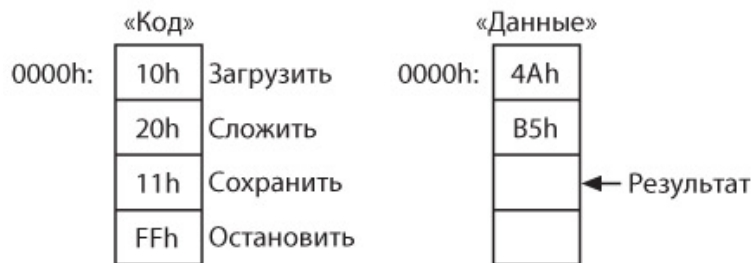 «Код» «Данные»
0000h: 10h Загрузить 0000h: 4Ah
20h Сложить B5h
11h Сохранить Результат
FFh Остановить